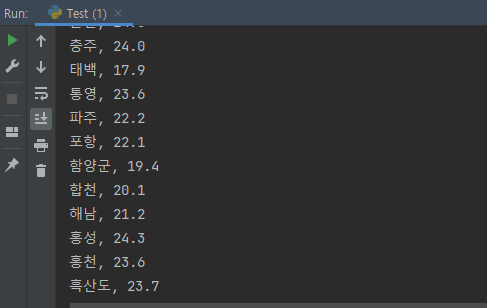 Run:
Test (1)
충주, 24.0
태백, 17.9
통영, 23.6
파주, 22.2
포항, 22.1
함양군, 19.4
합천, 20.1
해남, 21.2
홍성, 24.3
홍천, 23.6
흑산도, 23.7